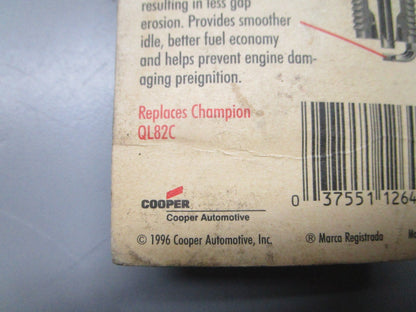 resulting in less gap
erosion. Provides smoother
idle, better fuel economy
and helps prevent engine dam-
aging preignition.
Replaces Champion
QL82C
COOPER
Cooper Automotive
© 1996 Cooper Automotive, Inc.
® Marca Registrada
0 37551 1264